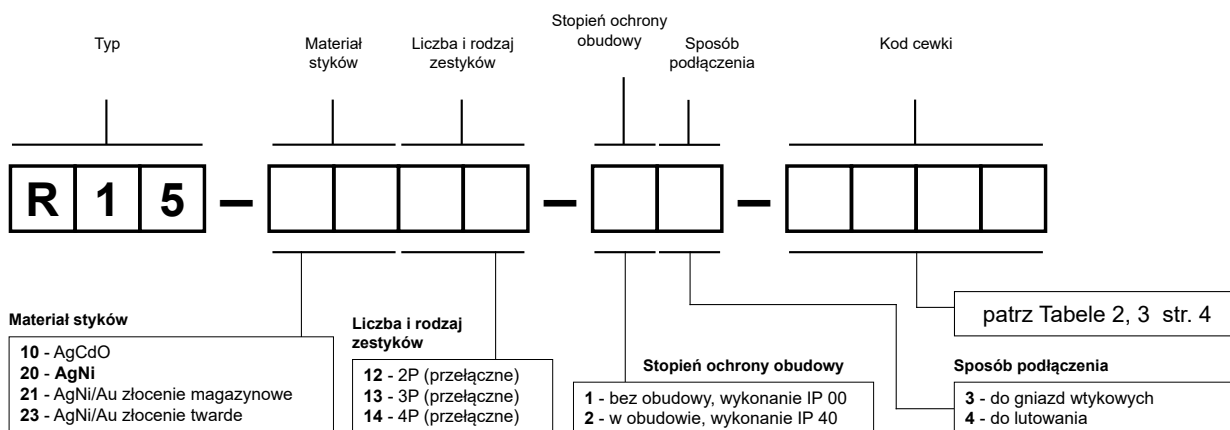 Typ
Materiał
styków
Liczba i rodzaj
zestyków
Stopień ochrony
obudowy
Sposób
podłączenia
Kod cewki
R 1 5 – – –
Materiał styków
10 - AgCdO
20 - AgNi
21 - AgNi/Au złocenie magazynowe
23 - AgNi/Au złocenie twarde
Liczba i rodzaj
zestyków
12 - 2P (przełączne)
13 - 3P (przełączne)
14 - 4P (przełączne)
Stopień ochrony obudowy
1 - bez obudowy, wykonanie IP 00
2 - w obudowie, wykonanie IP 40
patrz Tabele 2, 3 str. 4
Sposób podłączenia
3 - do gniazd wtykowych
4 - do lutowania